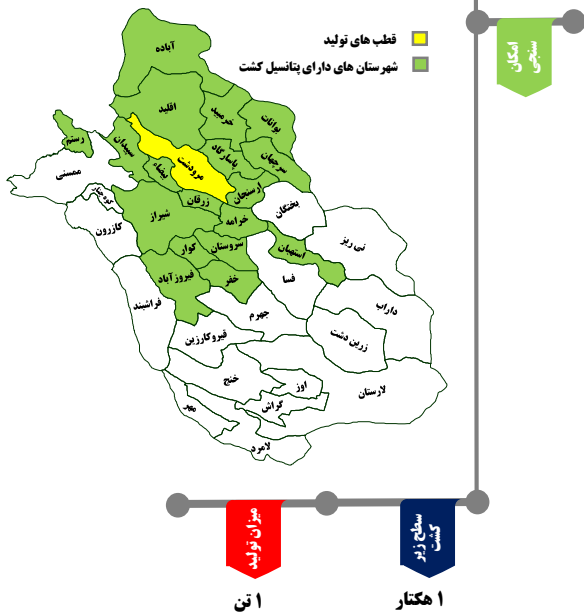 امکان
سنجی
قطب های تولید
شهرستان های دارای پتانسیل کشت
آباده
اقلید
خرمبید
بوانات
رستم
سپیدان
مرودشت
پاسارگاد
سرچهان
بیضاء
ممسنی
زرقان
ارسنجان
بختگان
شیراز
خرامه
کازرون
کوار
سروستان
استهبان
نی ریز
فیروزآباد
خفر
فسا
فراشبند
جهرم
داراب
قیروکارزین
زرین دشت
خنج
اوز
لارستان
گراش
مهر
لامرد
میزان تولید
سطح زیر
کشت
۱ تن
۱ هکتار